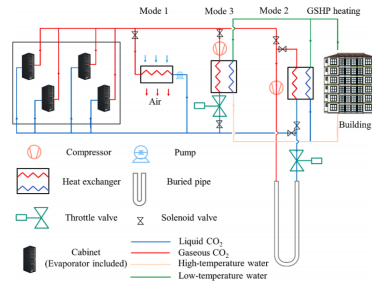 Mode 1
Mode 3
Mode 2
GSHP heating
Air
Building
Compressor
Pump
Heat exchanger
Buried pipe
Throttle valve
Solenoid valve
Cabinet
(Evaporator included)
Liquid CO₂
Gaseous CO₂
High-temperature water
Low-temperature water